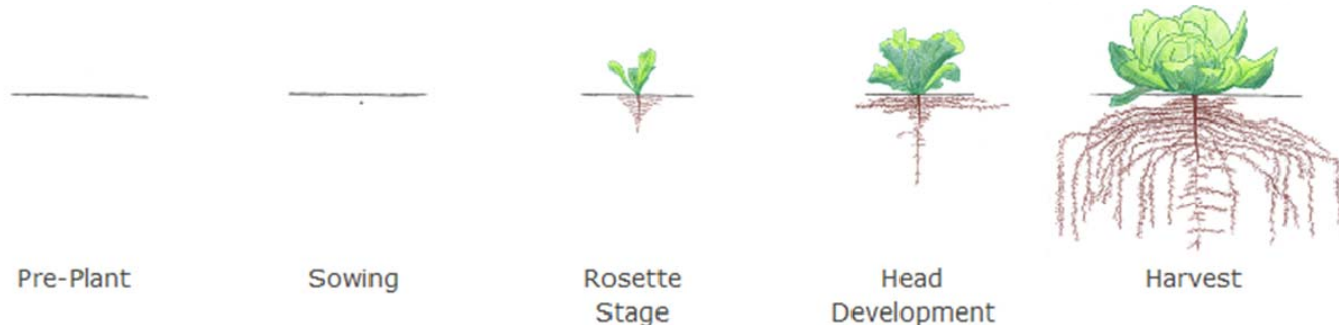 Pre-Plant
Sowing
Rosette
Stage
Head
Development
Harvest